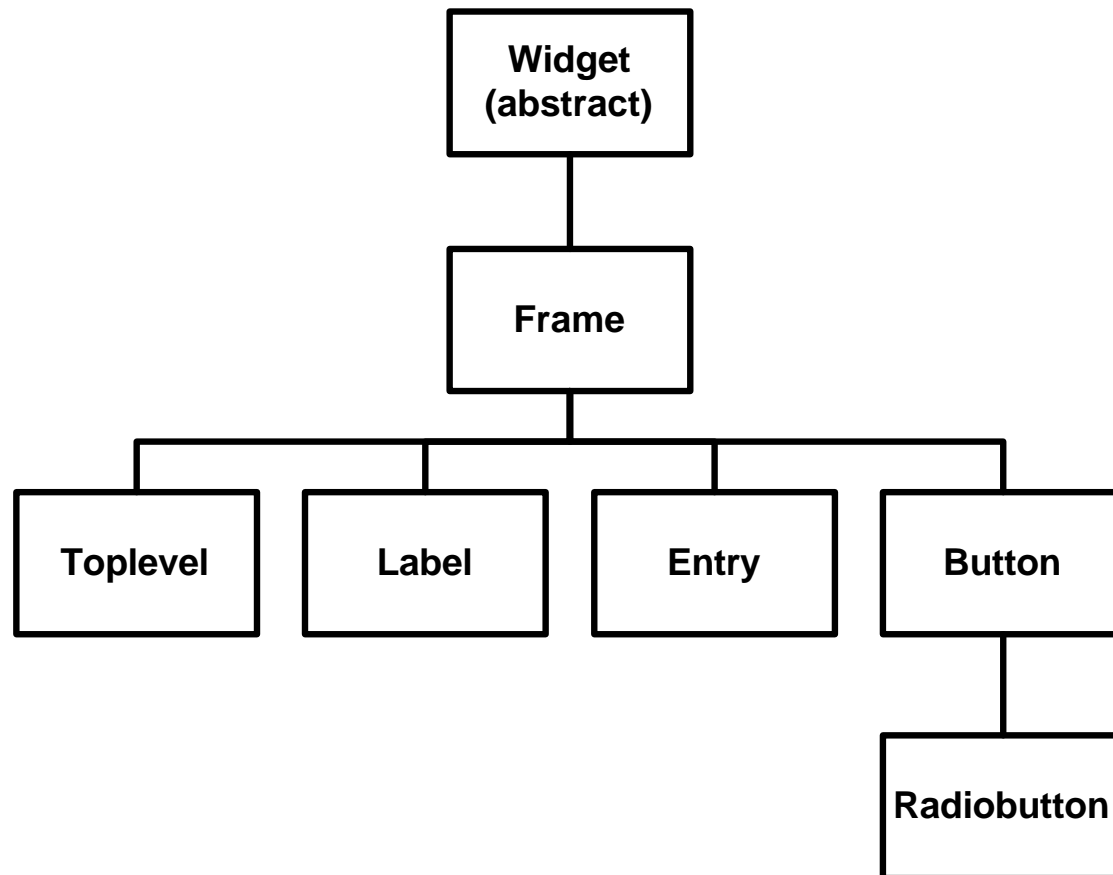 Widget
(abstract)
Frame
Toplevel
Label
Entry
Button
Radiobutton